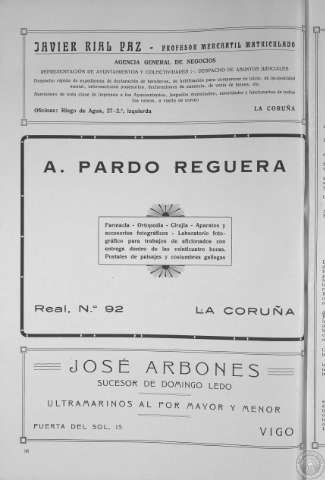 JAVIER RIAL PAZ - PROFESOR MERCANTIL MATRICULADO
AGENCIA GENERAL DE NEGOCIOS
REPRESENTACIÓN DE AYUNTAMIENTOS Y COLECTIVIDADES :-: DESPACHO DE ASUNTOS JUDICIALES
Oficinas: Riego de Agua, 27-2.º, izquierda LA CORUÑA
A. PARDO REGUERA
Farmacia - Ortopedia - Cirujía - Aparatos y
accesorios fotográficos - Laboratorio foto-
gráfico para trabajos de aficionados con
entrega dentro de las veinticuatro horas.
Postales de paisajes y costumbres gallegas
Real, N.º 92 LA CORUÑA
JOSÉ ARBONES
SUCESOR DE DOMINGO LEDO
ULTRAMARINOS AL POR MAYOR Y MENOR
PUERTA DEL SOL, 15 VIGO